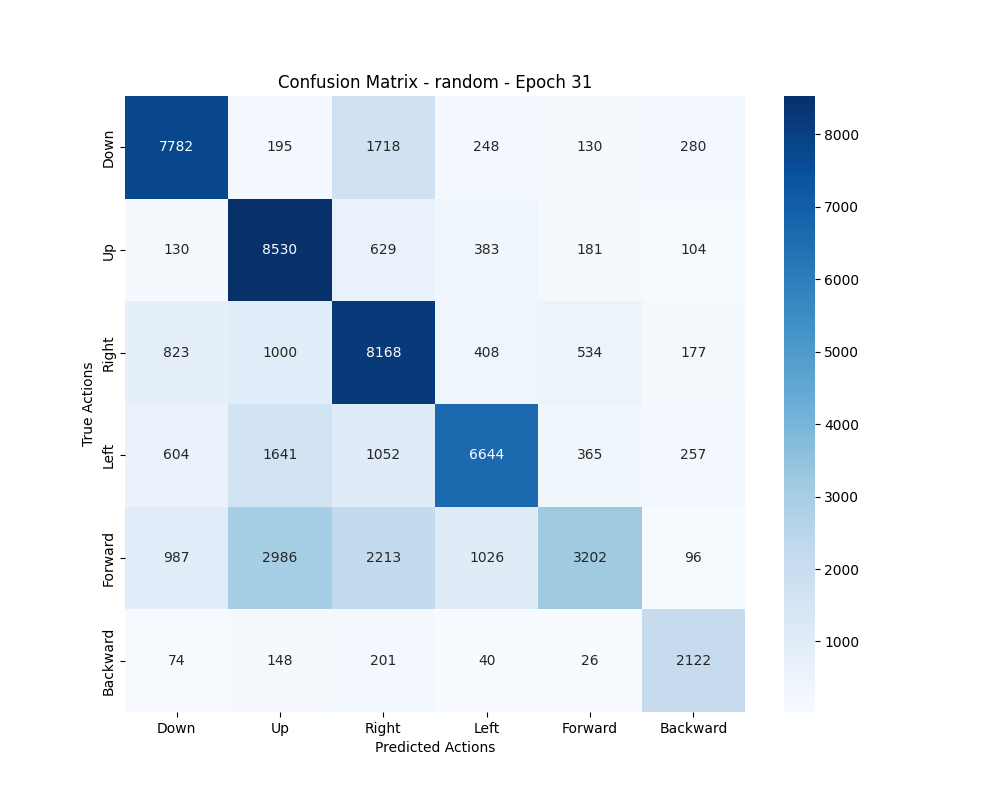 Confusion Matrix - random - Epoch 31
True Actions
Down 7782 195 1718 248 130 280
Up 130 8530 629 383 181 104
Right 823 1000 8168 408 534 177
Left 604 1641 1052 6644 365 257
Forward 987 2986 2213 1026 3202 96
Backward 74 148 201 40 26 2122
Down Up Right Left Forward Backward
Predicted Actions
8000
7000
6000
5000
4000
3000
2000
1000